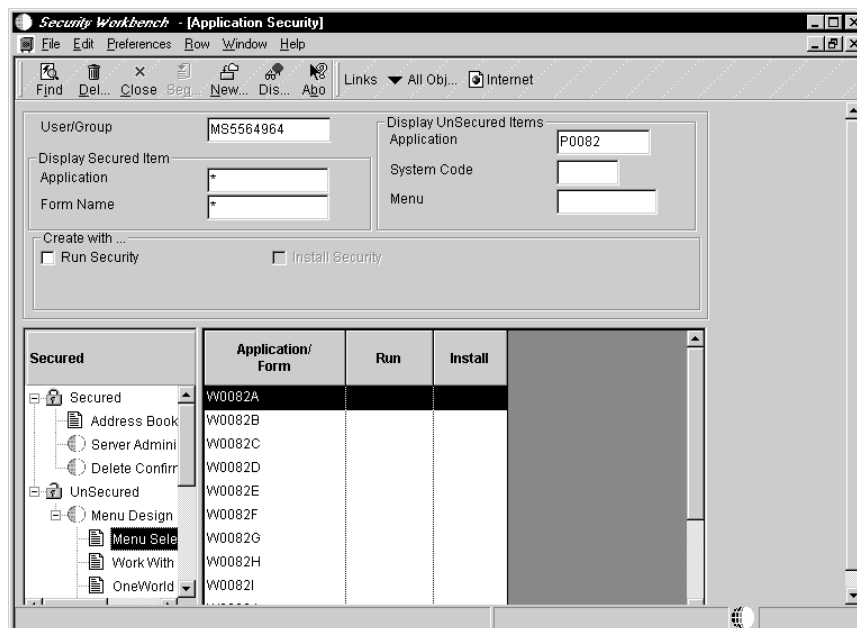 Security Workbench - [Application Security]
File Edit Preferences Row Window Help
Find Del... Close Seq... New... Dis... Abo Links All Obj... Internet
User/Group MS5564964
Display Secured Item
Application *
Form Name *
Display UnSecured Items
Application P0082
System Code
Menu
Create with ...
Run Security Install Security
Secured
Application/
Form
Run
Install
Secured
Address Book
Server Admini
Delete Confirr
UnSecured
Menu Design
Menu Sele
Work With
OneWorld
W0082A
W0082B
W0082C
W0082D
W0082E
W0082F
W0082G
W0082H
W0082I